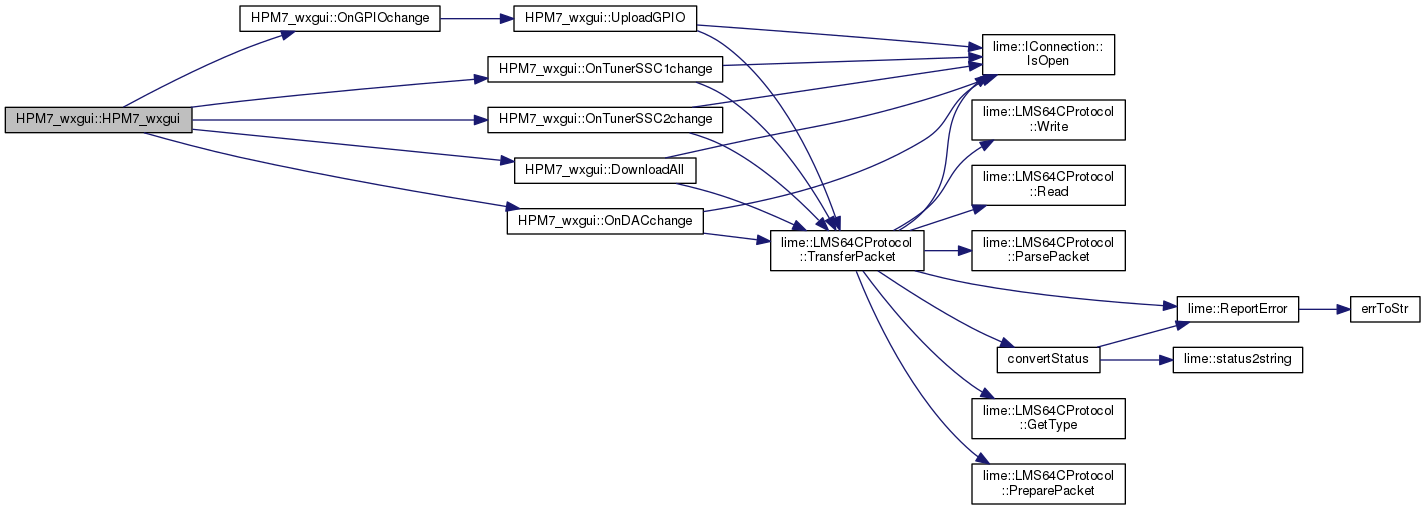 HPM7_wxgui::HPM7_wxgui
HPM7_wxgui::OnGPIOchange
HPM7_wxgui::UploadGPIO
HPM7_wxgui::OnTunerSSC1change
HPM7_wxgui::OnTunerSSC2change
HPM7_wxgui::DownloadAll
HPM7_wxgui::OnDACchange
lime::IConnection::
IsOpen
lime::LMS64CProtocol
::TransferPacket
lime::LMS64CProtocol
::Write
lime::LMS64CProtocol
::Read
lime::LMS64CProtocol
::ParsePacket
lime::ReportError
errToStr
convertStatus
lime::status2string
lime::LMS64CProtocol
::GetType
lime::LMS64CProtocol
::PreparePacket